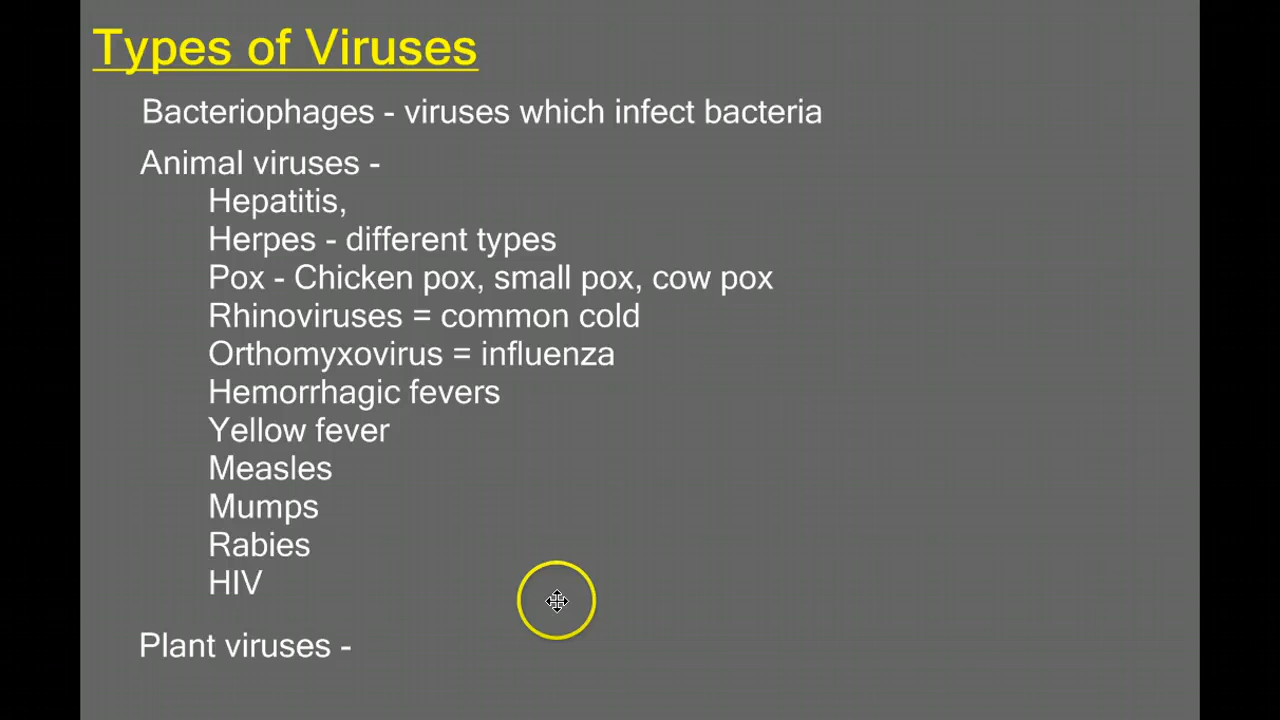 Types of Viruses
Bacteriophages - viruses which infect bacteria
Animal viruses -
Hepatitis,
Herpes - different types
Pox - Chicken pox, small pox, cow pox
Rhinoviruses = common cold
Orthomyxovirus = influenza
Hemorrhagic fevers
Yellow fever
Measles
Mumps
Rabies
HIV
Plant viruses -